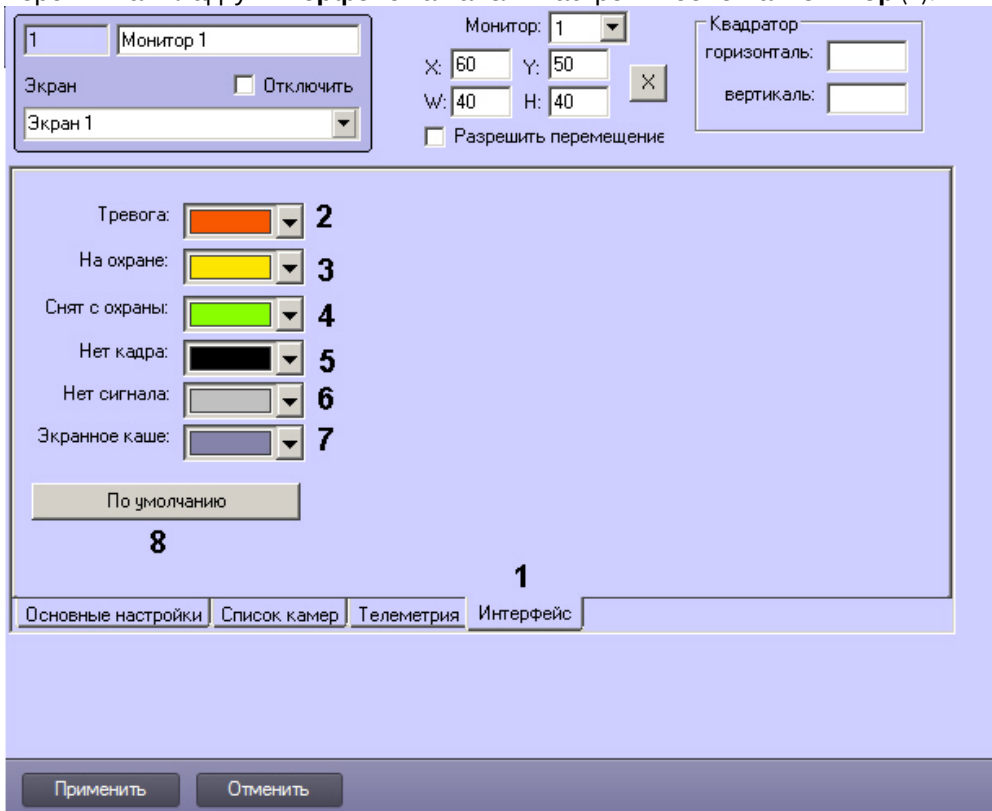 1 Монитор 1
Экран Отключить
Экран 1
Монитор: 1
X: 60 Y: 50
W: 40 H: 40
X
Разрешить перемещение
Квадратор
горизонталь:
вертикаль:
Тревога: 2
На охране: 3
Снят с охраны: 4
Нет кадра: 5
Нет сигнала: 6
Экранное каше: 7
По умолчанию
8
1
Основные настройки Список камер Телеметрия Интерфейс
Применить Отменить